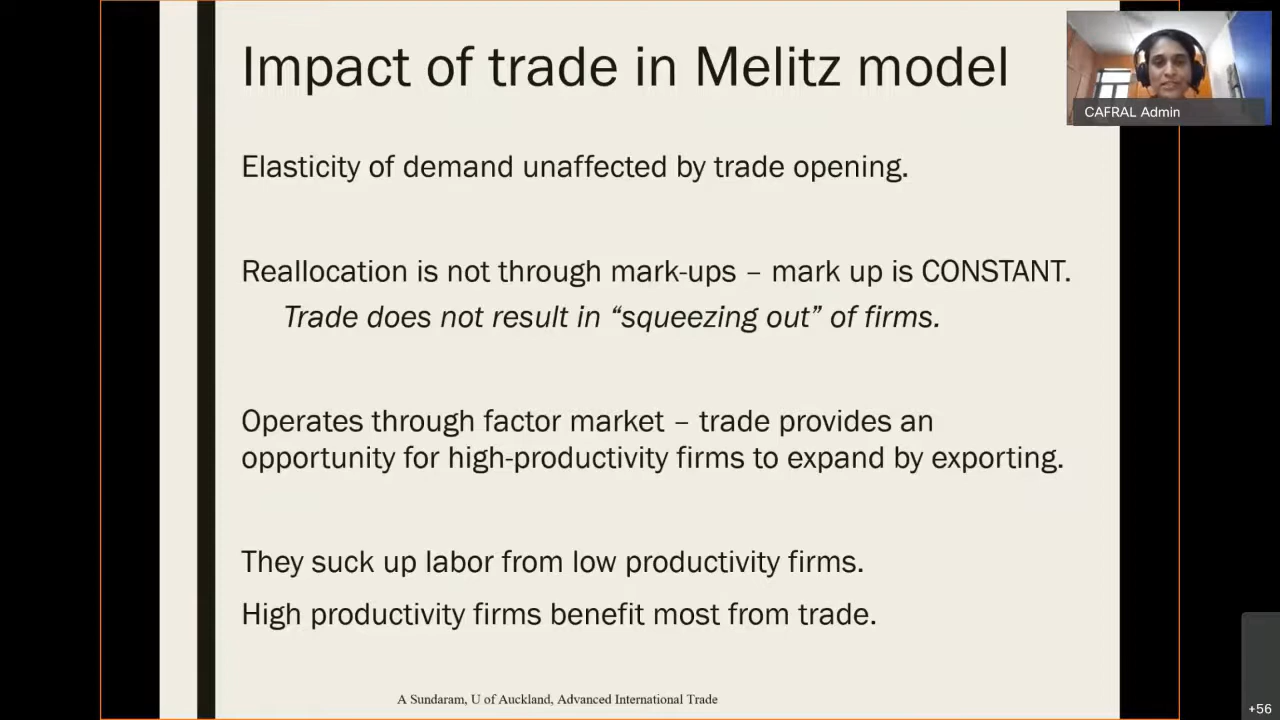 Impact of trade in Melitz model
CAFRAL Admin
Elasticity of demand unaffected by trade opening.
Reallocation is not through mark-ups – mark up is CONSTANT.
Trade does not result in “squeezing out” of firms.
Operates through factor market – trade provides an
opportunity for high-productivity firms to expand by exporting.
They suck up labor from low productivity firms.
High productivity firms benefit most from trade.
A Sundaram, U of Auckland, Advanced International Trade
+56